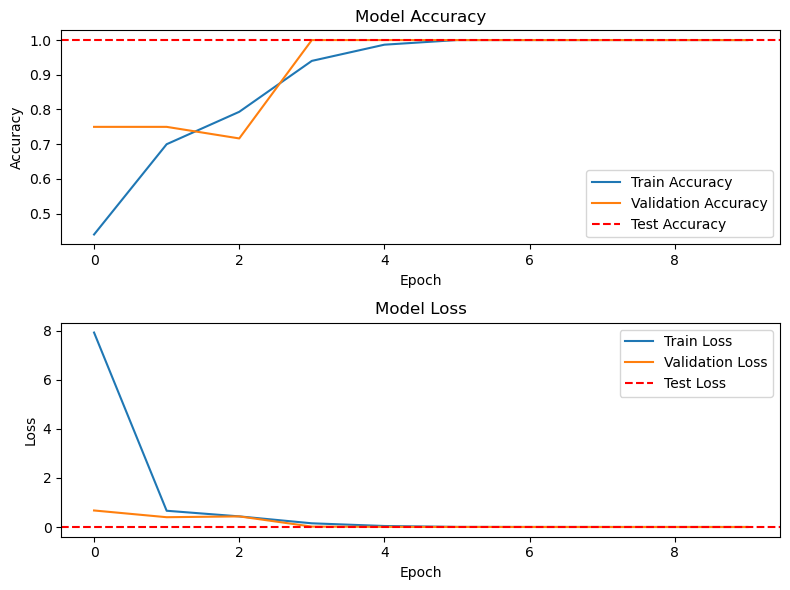 Model Accuracy
1.0
0.9
0.8
0.7
0.6
0.5
Accuracy
Train Accuracy
Validation Accuracy
Test Accuracy
0 2 4 6 8
Epoch
Model Loss
8
6
4
2
0
Loss
Train Loss
Validation Loss
Test Loss
0 2 4 6 8
Epoch